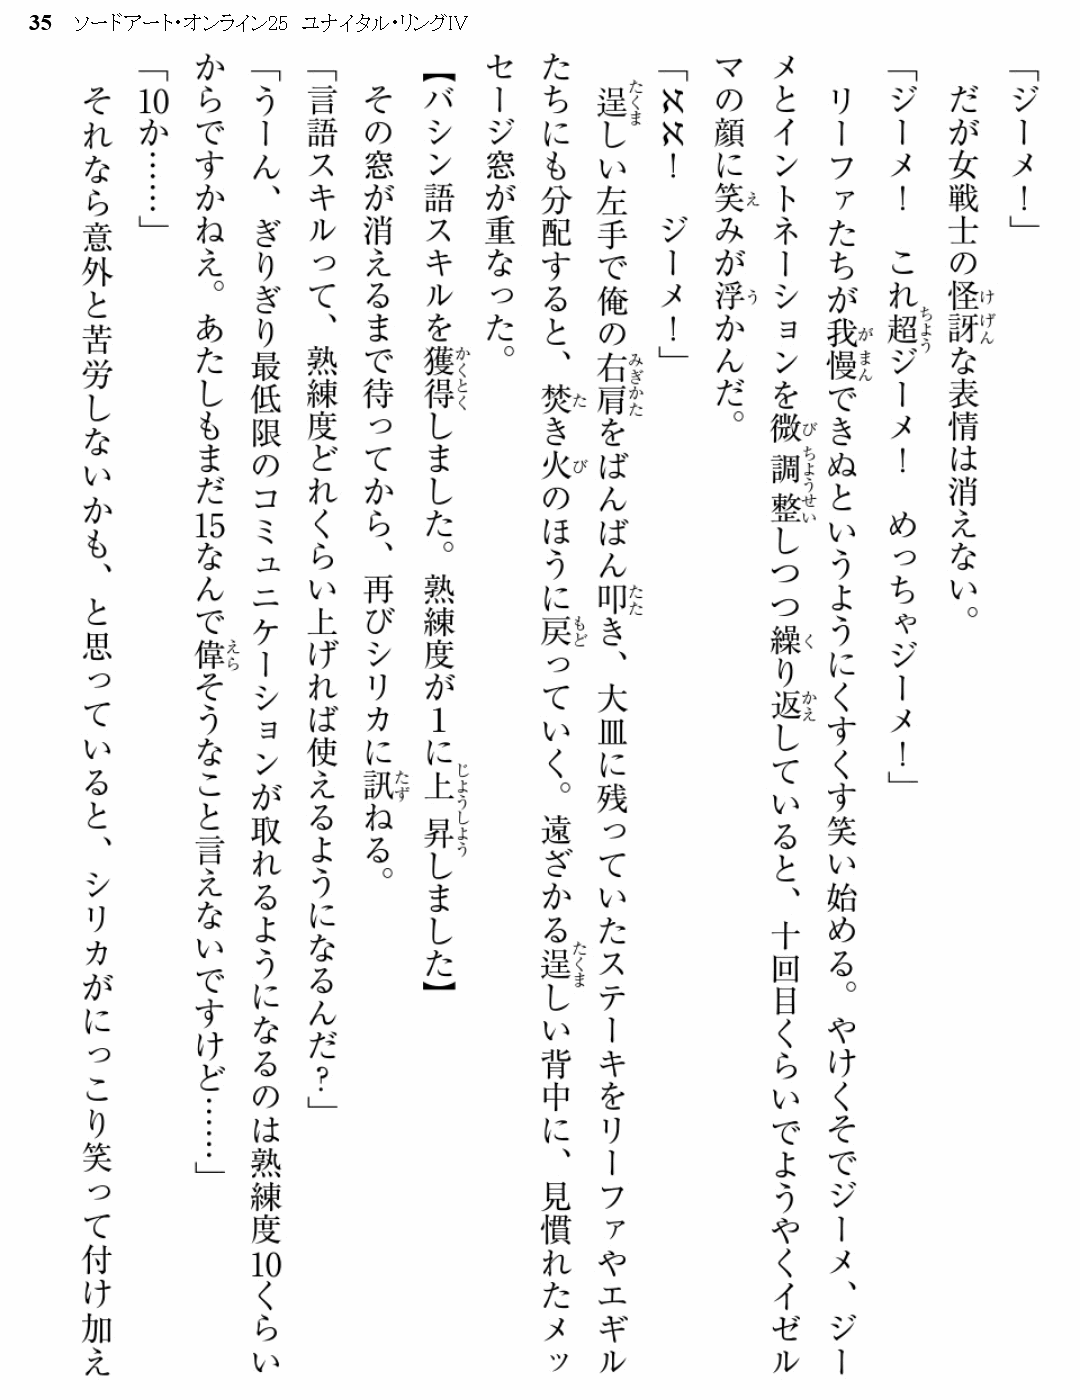 35 ソードアート・オンライン25 ユナイタル・リングⅣ
「ジーメ！」
だが女戦士の怪訝な表情は消えない。
「ジーメ！　これ超ジーメ！　めっちゃジーメ！」
リーファたちが我慢できぬというようにくすくす笑い始める。やけくそでジーメ、ジー
メとイントネーションを微調整しつつ繰り返していると、十回目くらいでようやくイゼル
マの顔に笑みが浮かんだ。
「ℵℵ！　ジーメ！」
逞しい左手で俺の右肩をばんばん叩き、大皿に残っていたステーキをリーファやエギル
たちにも分配すると、焚き火のほうに戻っていく。遠ざかる逞しい背中に、見慣れたメッ
セージ窓が重なった。
【バシン語スキルを獲得しました。熟練度が1に上昇しました】
その窓が消えるまで待ってから、再びシリカに訊ねる。
「言語スキルって、熟練度どれくらい上げれば使えるようになるんだ？」
「うーん、ぎりぎり最低限のコミュニケーションが取れるようになるのは熟練度10くらい
からですかねえ。あたしもまだ15なんで偉そうなこと言えないですけど……」
「10か……」
それなら意外と苦労しないかも、と思っていると、シリカがにっこり笑って付け加え